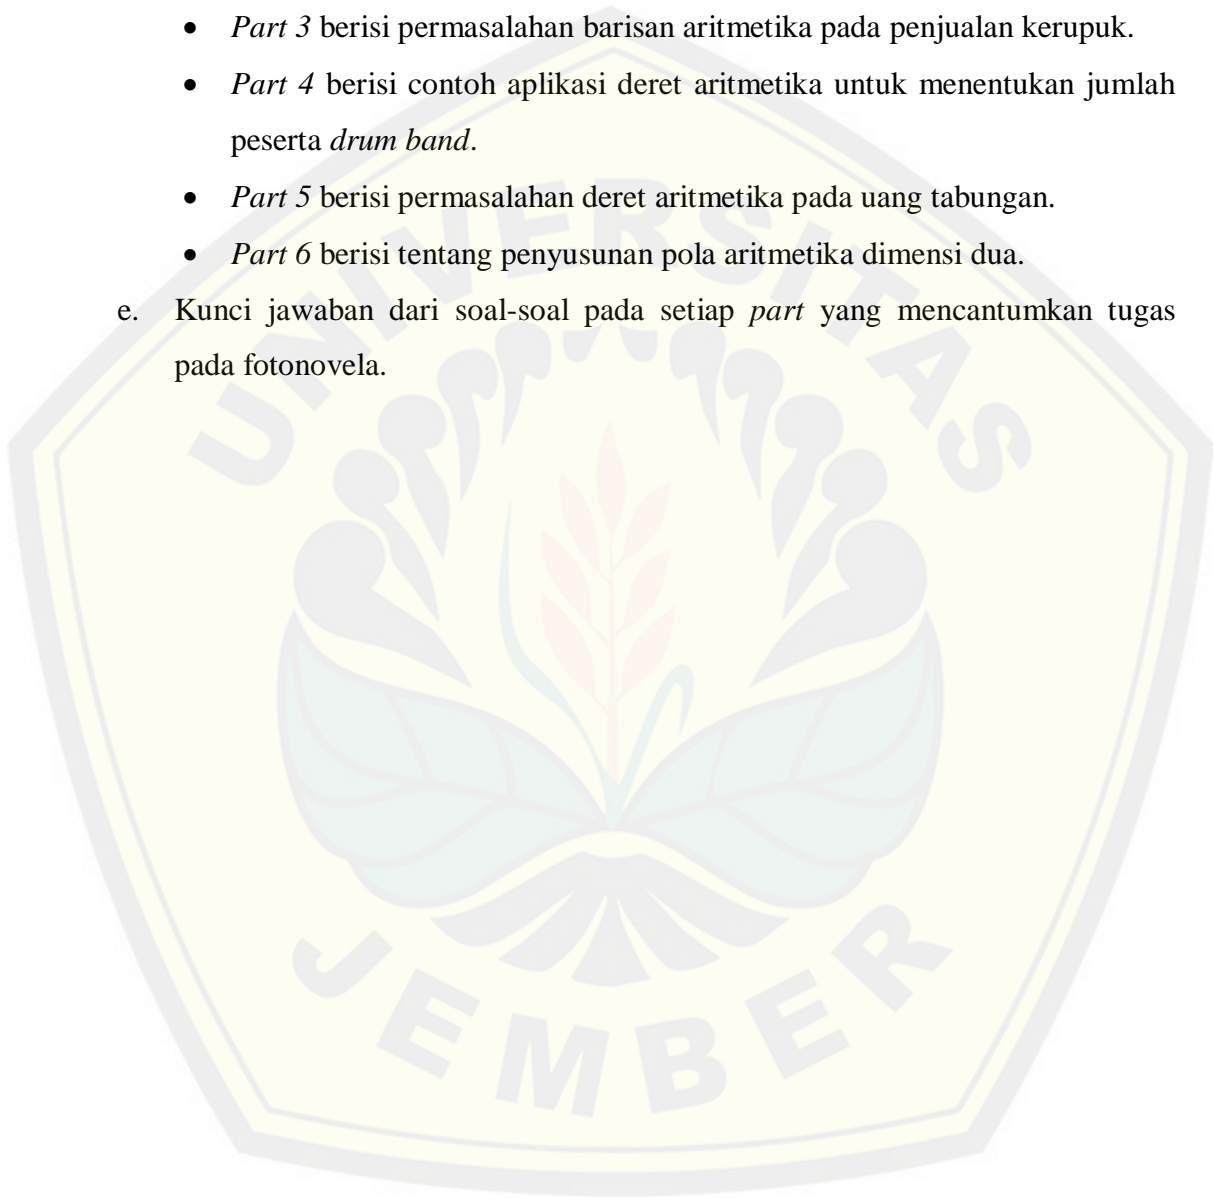 • Part 3 berisi permasalahan barisan aritmetika pada penjualan kerupuk.
• Part 4 berisi contoh aplikasi deret aritmetika untuk menentukan jumlah
peserta drum band.
• Part 5 berisi permasalahan deret aritmetika pada uang tabungan.
• Part 6 berisi tentang penyusunan pola aritmetika dimensi dua.
e. Kunci jawaban dari soal-soal pada setiap part yang mencantumkan tugas
pada fotonovela.
UNIVERSITAS
JEMBER